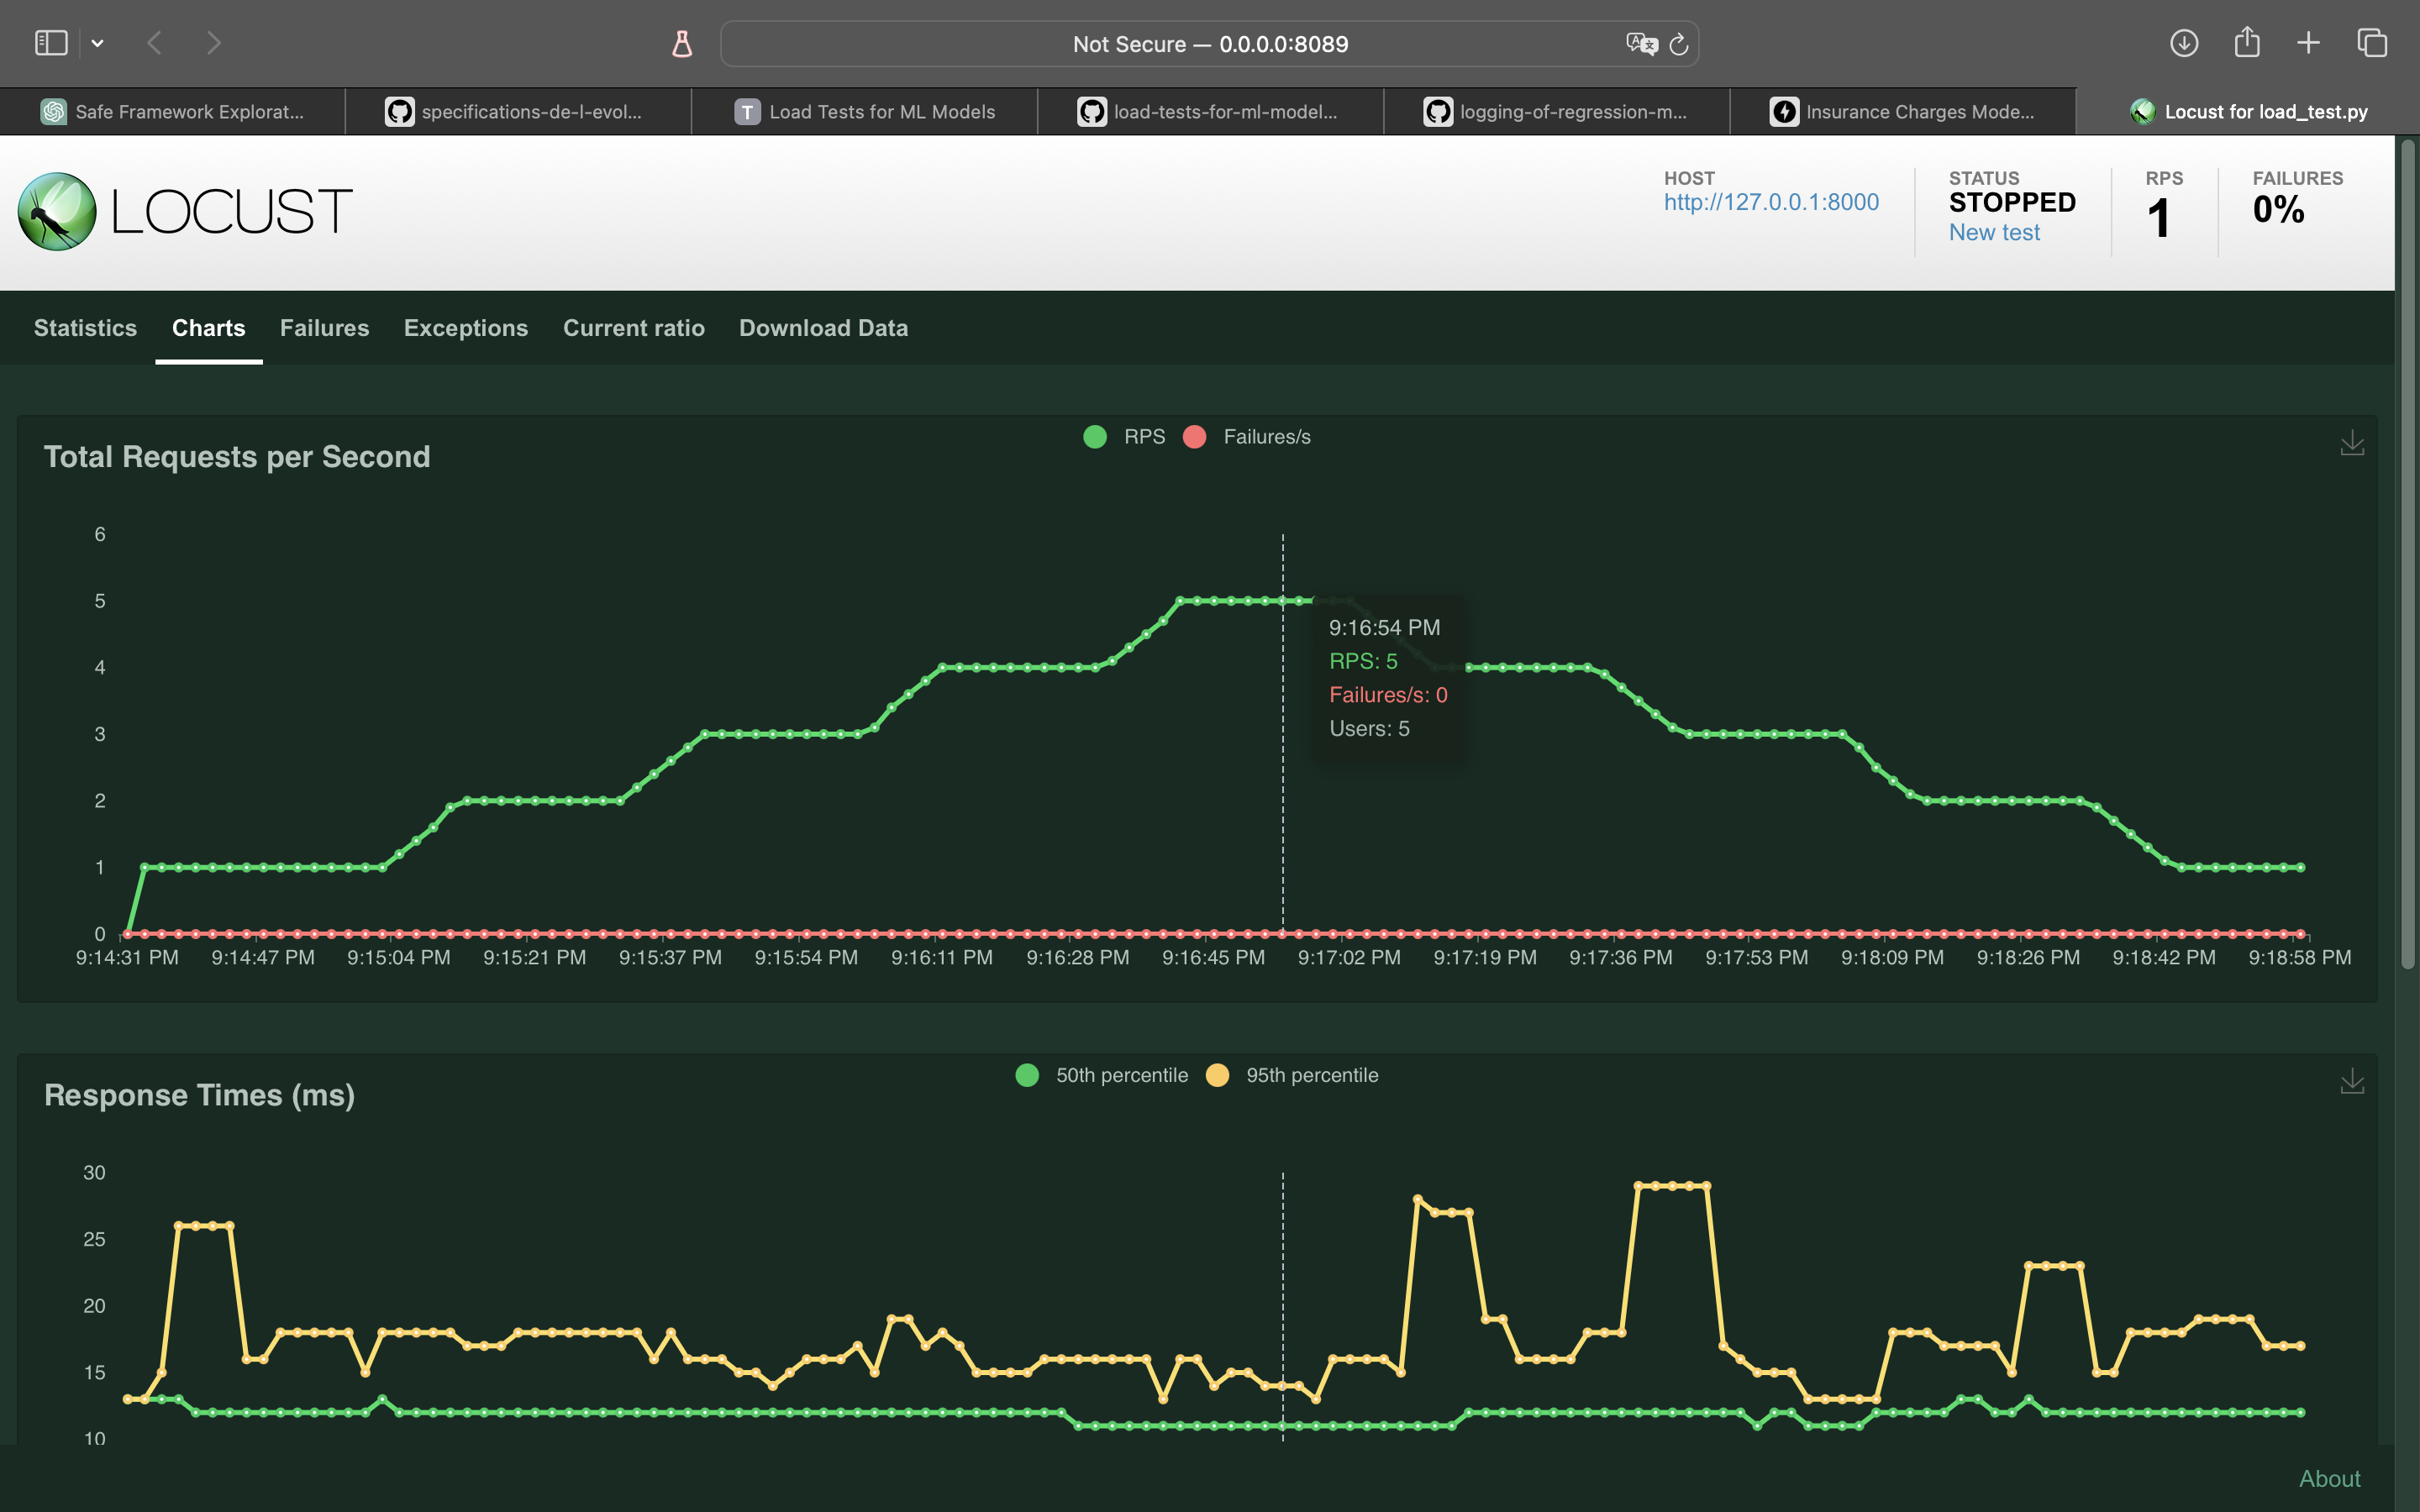 Not Secure — 0.0.0.0:8089
Safe Framework Explorat...
specifications-de-l-evol...
T Load Tests for ML Models
load-tests-for-ml-model...
logging-of-regression-m...
Insurance Charges Mode...
Locust for load_test.py
LOCUST
HOST
http://127.0.0.1:8000
STATUS
STOPPED
New test
RPS
1
FAILURES
0%
Statistics Charts Failures Exceptions Current ratio Download Data
RPS Failures/s
Total Requests per Second
6
5
4
3
2
1
0
9:16:54 PM
RPS: 5
Failures/s: 0
Users: 5
9:14:31 PM 9:14:47 PM 9:15:04 PM 9:15:21 PM 9:15:37 PM 9:15:54 PM 9:16:11 PM 9:16:28 PM 9:16:45 PM 9:17:02 PM 9:17:19 PM 9:17:36 PM 9:17:53 PM 9:18:09 PM 9:18:26 PM 9:18:42 PM 9:18:58 PM
50th percentile 95th percentile
Response Times (ms)
30
25
20
15
10
About